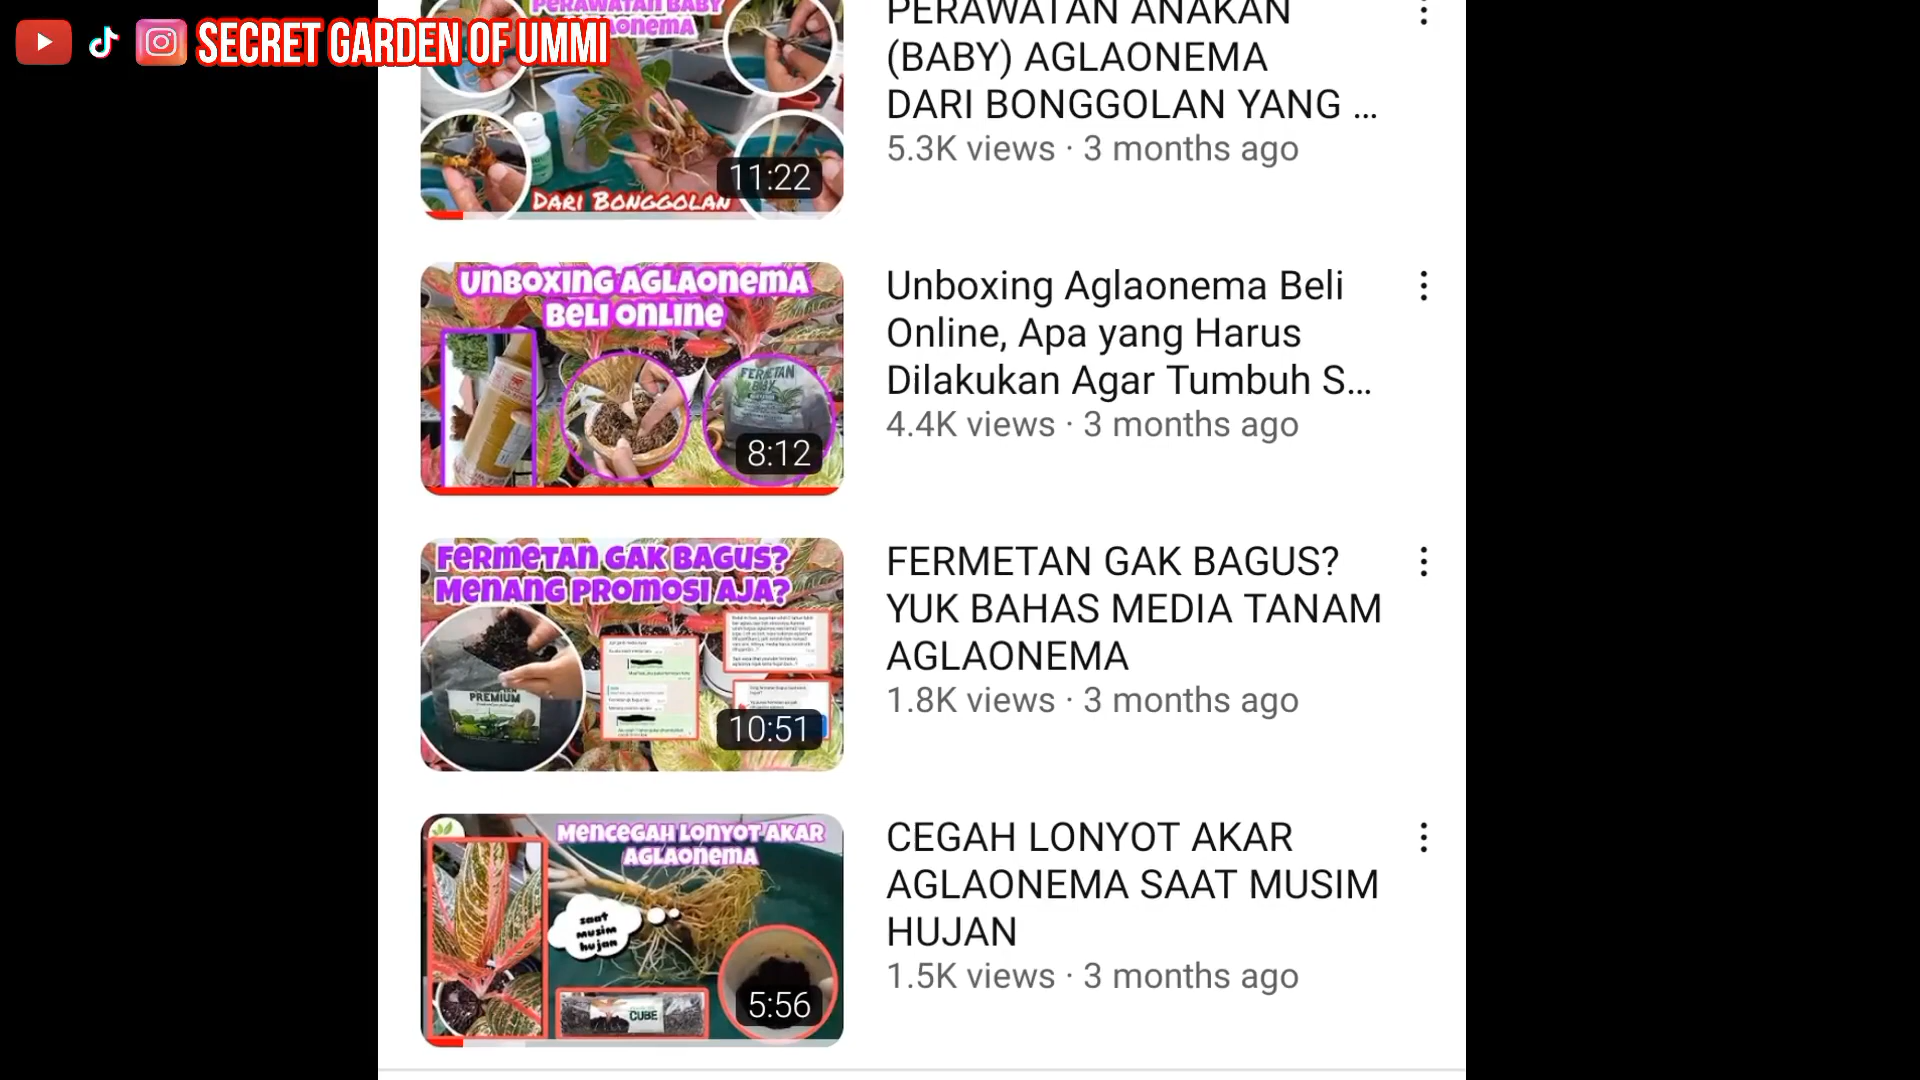 SECRET GARDEN OF UMMI
PERAWATAN BABY
AGLAONEMA
DARI BONGGOLAN
11:22
PERAWATAN ANAKAN
(BABY) AGLAONEMA
DARI BONGGOLAN YANG ...
5.3K views · 3 months ago
UNBOXING AGLAONEMA
BELI ONLINE
FERMETAN
BABY
8:12
Unboxing Aglaonema Beli
Online, Apa yang Harus
Dilakukan Agar Tumbuh S...
4.4K views · 3 months ago
FERMETAN GAK BAGUS?
MENANG PROMOSI AJA?
PREMIUM
10:51
FERMETAN GAK BAGUS?
YUK BAHAS MEDIA TANAM
AGLAONEMA
1.8K views · 3 months ago
MENCEGAH LONYOT AKAR
AGLAONEMA
saat
musim
hujan
CUBE
5:56
CEGAH LONYOT AKAR
AGLAONEMA SAAT MUSIM
HUJAN
1.5K views · 3 months ago